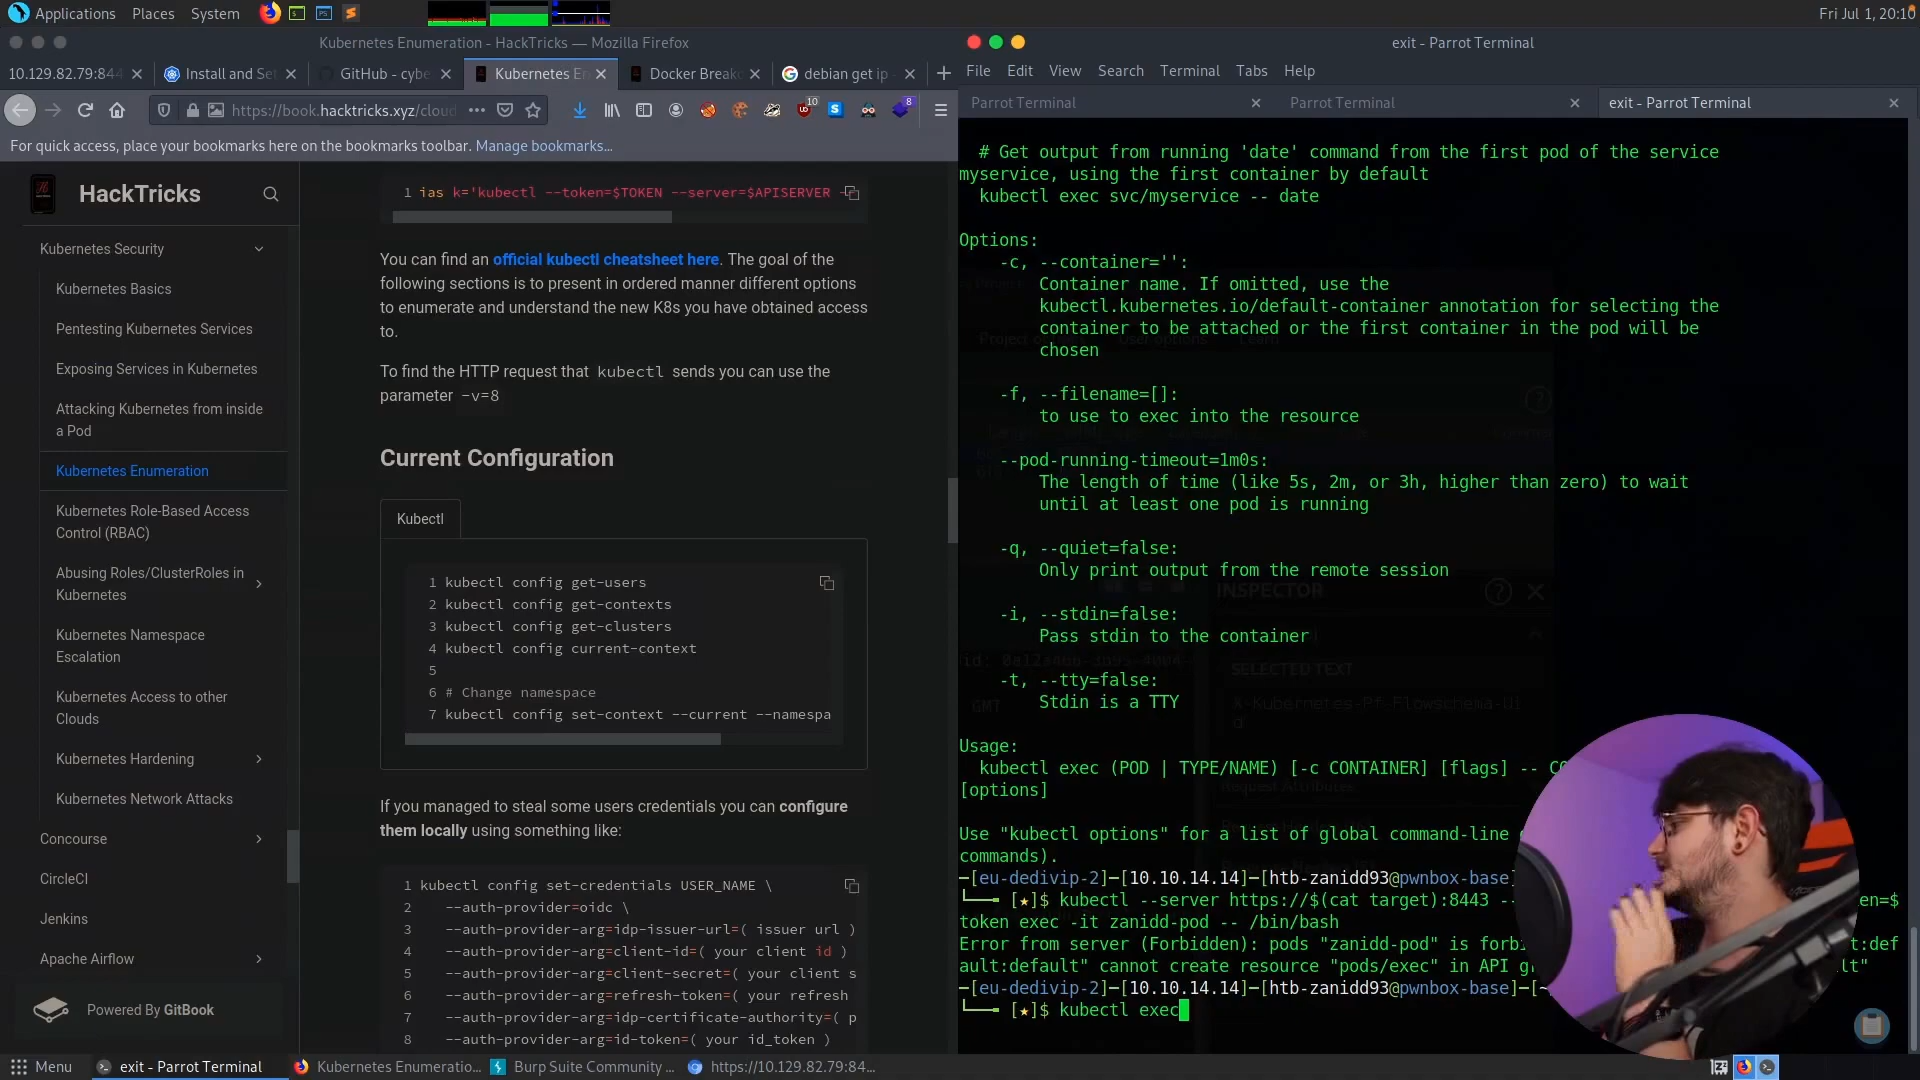 Applications Places System
Fri Jul 1, 20:10
Kubernetes Enumeration - HackTricks — Mozilla Firefox
10.129.82.79:844
Install and Set
GitHub - cybe
Kubernetes En
Docker Breako
debian get ip -
https://book.hacktricks.xyz/cloud
10
8
For quick access, place your bookmarks here on the bookmarks toolbar. Manage bookmarks...
HackTricks
Kubernetes Security
Kubernetes Basics
Pentesting Kubernetes Services
Exposing Services in Kubernetes
Attacking Kubernetes from inside
a Pod
Kubernetes Enumeration
Kubernetes Role-Based Access
Control (RBAC)
Abusing Roles/ClusterRoles in
Kubernetes
Kubernetes Namespace
Escalation
Kubernetes Access to other
Clouds
Kubernetes Hardening
Kubernetes Network Attacks
Concourse
CircleCI
Jenkins
Apache Airflow
Powered By GitBook
1 ias k='kubectl --token=$TOKEN --server=$APISERVER -
You can find an official kubectl cheatsheet here. The goal of the
following sections is to present in ordered manner different options
to enumerate and understand the new K8s you have obtained access
to.
To find the HTTP request that kubectl sends you can use the
parameter -v=8
Current Configuration
Kubectl
1 kubectl config get-users
2 kubectl config get-contexts
3 kubectl config get-clusters
4 kubectl config current-context
5
6 # Change namespace
7 kubectl config set-context --current --namespa
If you managed to steal some users credentials you can configure
them locally using something like:
1 kubectl config set-credentials USER_NAME \
2 --auth-provider=oidc \
3 --auth-provider-arg=idp-issuer-url=( issuer url )
4 --auth-provider-arg=client-id=( your client id )
5 --auth-provider-arg=client-secret=( your client s
6 --auth-provider-arg=refresh-token=( your refresh
7 --auth-provider-arg=idp-certificate-authority=( p
8 --auth-provider-arg=id-token=( your id_token )
exit - Parrot Terminal
File Edit View Search Terminal Tabs Help
Parrot Terminal
Parrot Terminal
exit - Parrot Terminal
# Get output from running 'date' command from the first pod of the service
myservice, using the first container by default
kubectl exec svc/myservice -- date
Options:
-c, --container='':
Container name. If omitted, use the
kubectl.kubernetes.io/default-container annotation for selecting the
container to be attached or the first container in the pod will be
chosen
-f, --filename=[]:
to use to exec into the resource
--pod-running-timeout=1m0s:
The length of time (like 5s, 2m, or 3h, higher than zero) to wait
until at least one pod is running
-q, --quiet=false:
Only print output from the remote session
INSPECTOR
-i, --stdin=false:
Pass stdin to the container
SELECTED TEXT
-t, --tty=false:
Stdin is a TTY
GMT
X-Kubernetes-Pf-Flowschema-Ui
d
Usage:
kubectl exec (POD | TYPE/NAME) [-c CONTAINER] [flags] -- CO
[options]
Request Attributes
Use "kubectl options" for a list of global command-line
commands).
─[eu-dedivip-2]─[10.10.14.14]─[htb-zanidd93@pwnbox-base]
└──╼ [★]$ kubectl --server https://$(cat target):8443 -- en=$
token exec -it zanidd-pod -- /bin/bash
Error from server (Forbidden): pods "zanidd-pod" is forbi t:def
ault:default" cannot create resource "pods/exec" in API g lt"
─[eu-dedivip-2]─[10.10.14.14]─[htb-zanidd93@pwnbox-base]─[~
└──╼ [★]$ kubectl exec
Menu
exit - Parrot Terminal
Kubernetes Enumeratio...
Burp Suite Community ...
https://10.129.82.79:84...